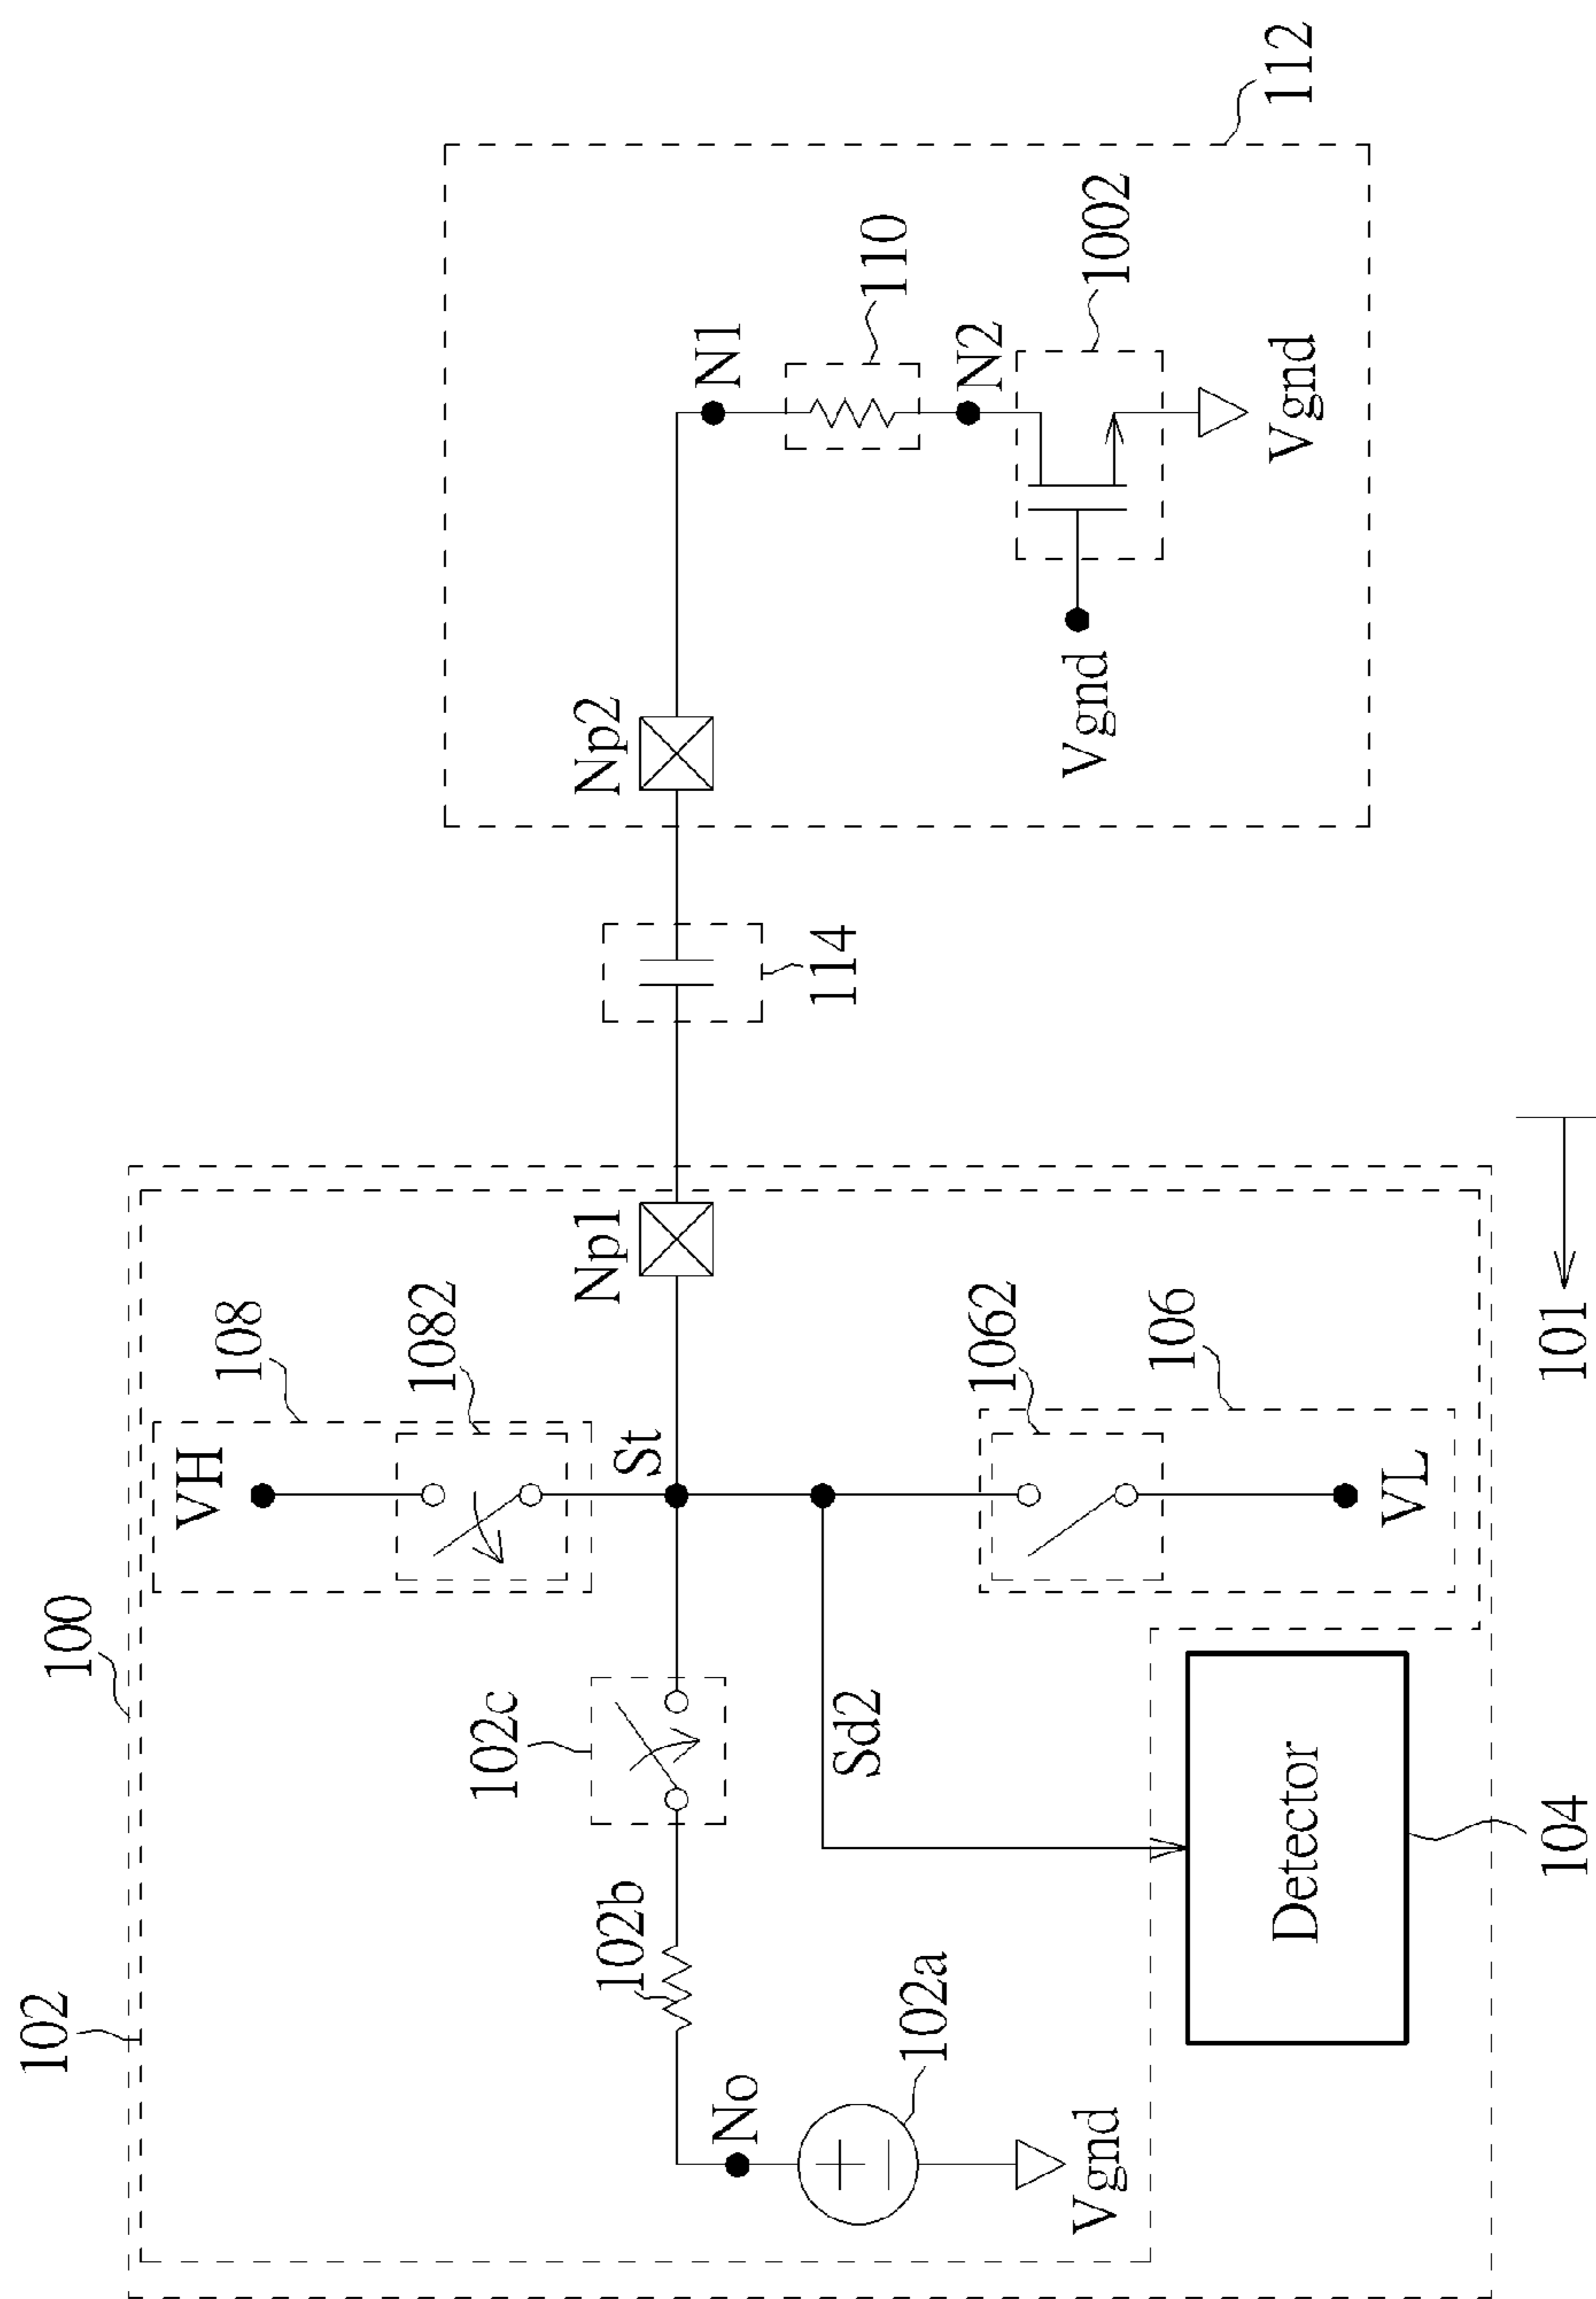 102
100
108
VH
1082
St
Np1
102c
102b
No
102a
Vgnd
Sd2
1062
106
VL
Detector
104
101
114
Np2
N1
110
N2
1002
Vgnd
Vgnd
112